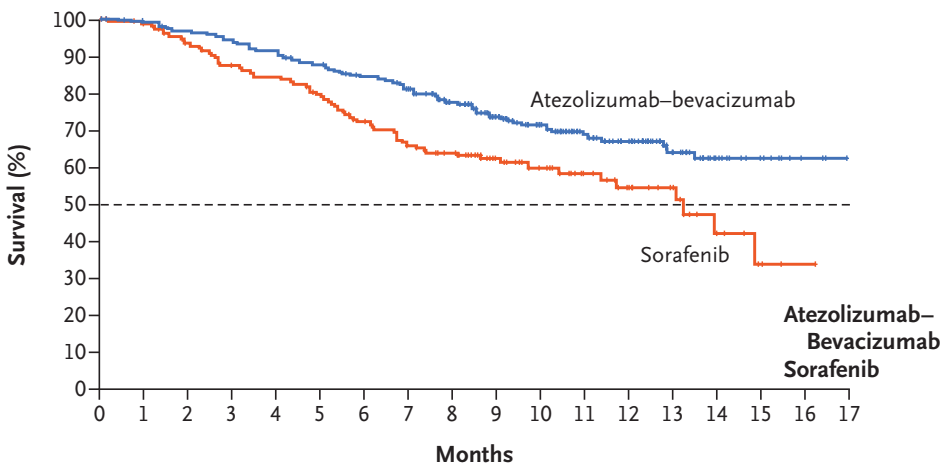 Survival (%)
100
90
80
70
60
50
40
30
20
10
0
Atezolizumab–bevacizumab
Sorafenib
Atezolizumab–
Bevacizumab
Sorafenib
0 1 2 3 4 5 6 7 8 9 10 11 12 13 14 15 16 17
Months